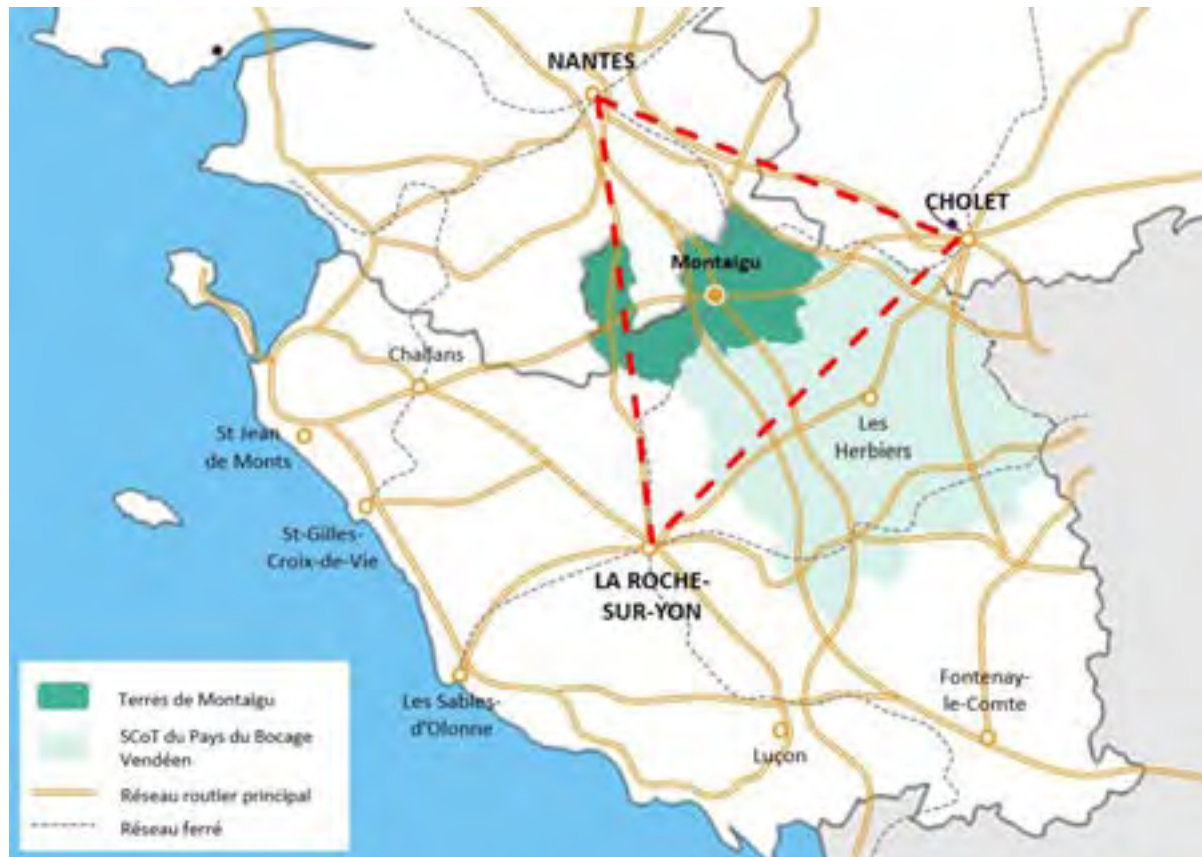 NANTES
CHOLET
Montaigu
Challans
St Jean
de Monts
Les
Herbiers
St-Gilles-
Croix-de-Vie
LA ROCHE-
SUR-YON
Les Sables-
d'Olonne
Fontenay-
le-Comte
Luçon
Terres de Montaigu
SCoT du Pays du Bocage
Vendéen
Réseau routier principal
Réseau ferré